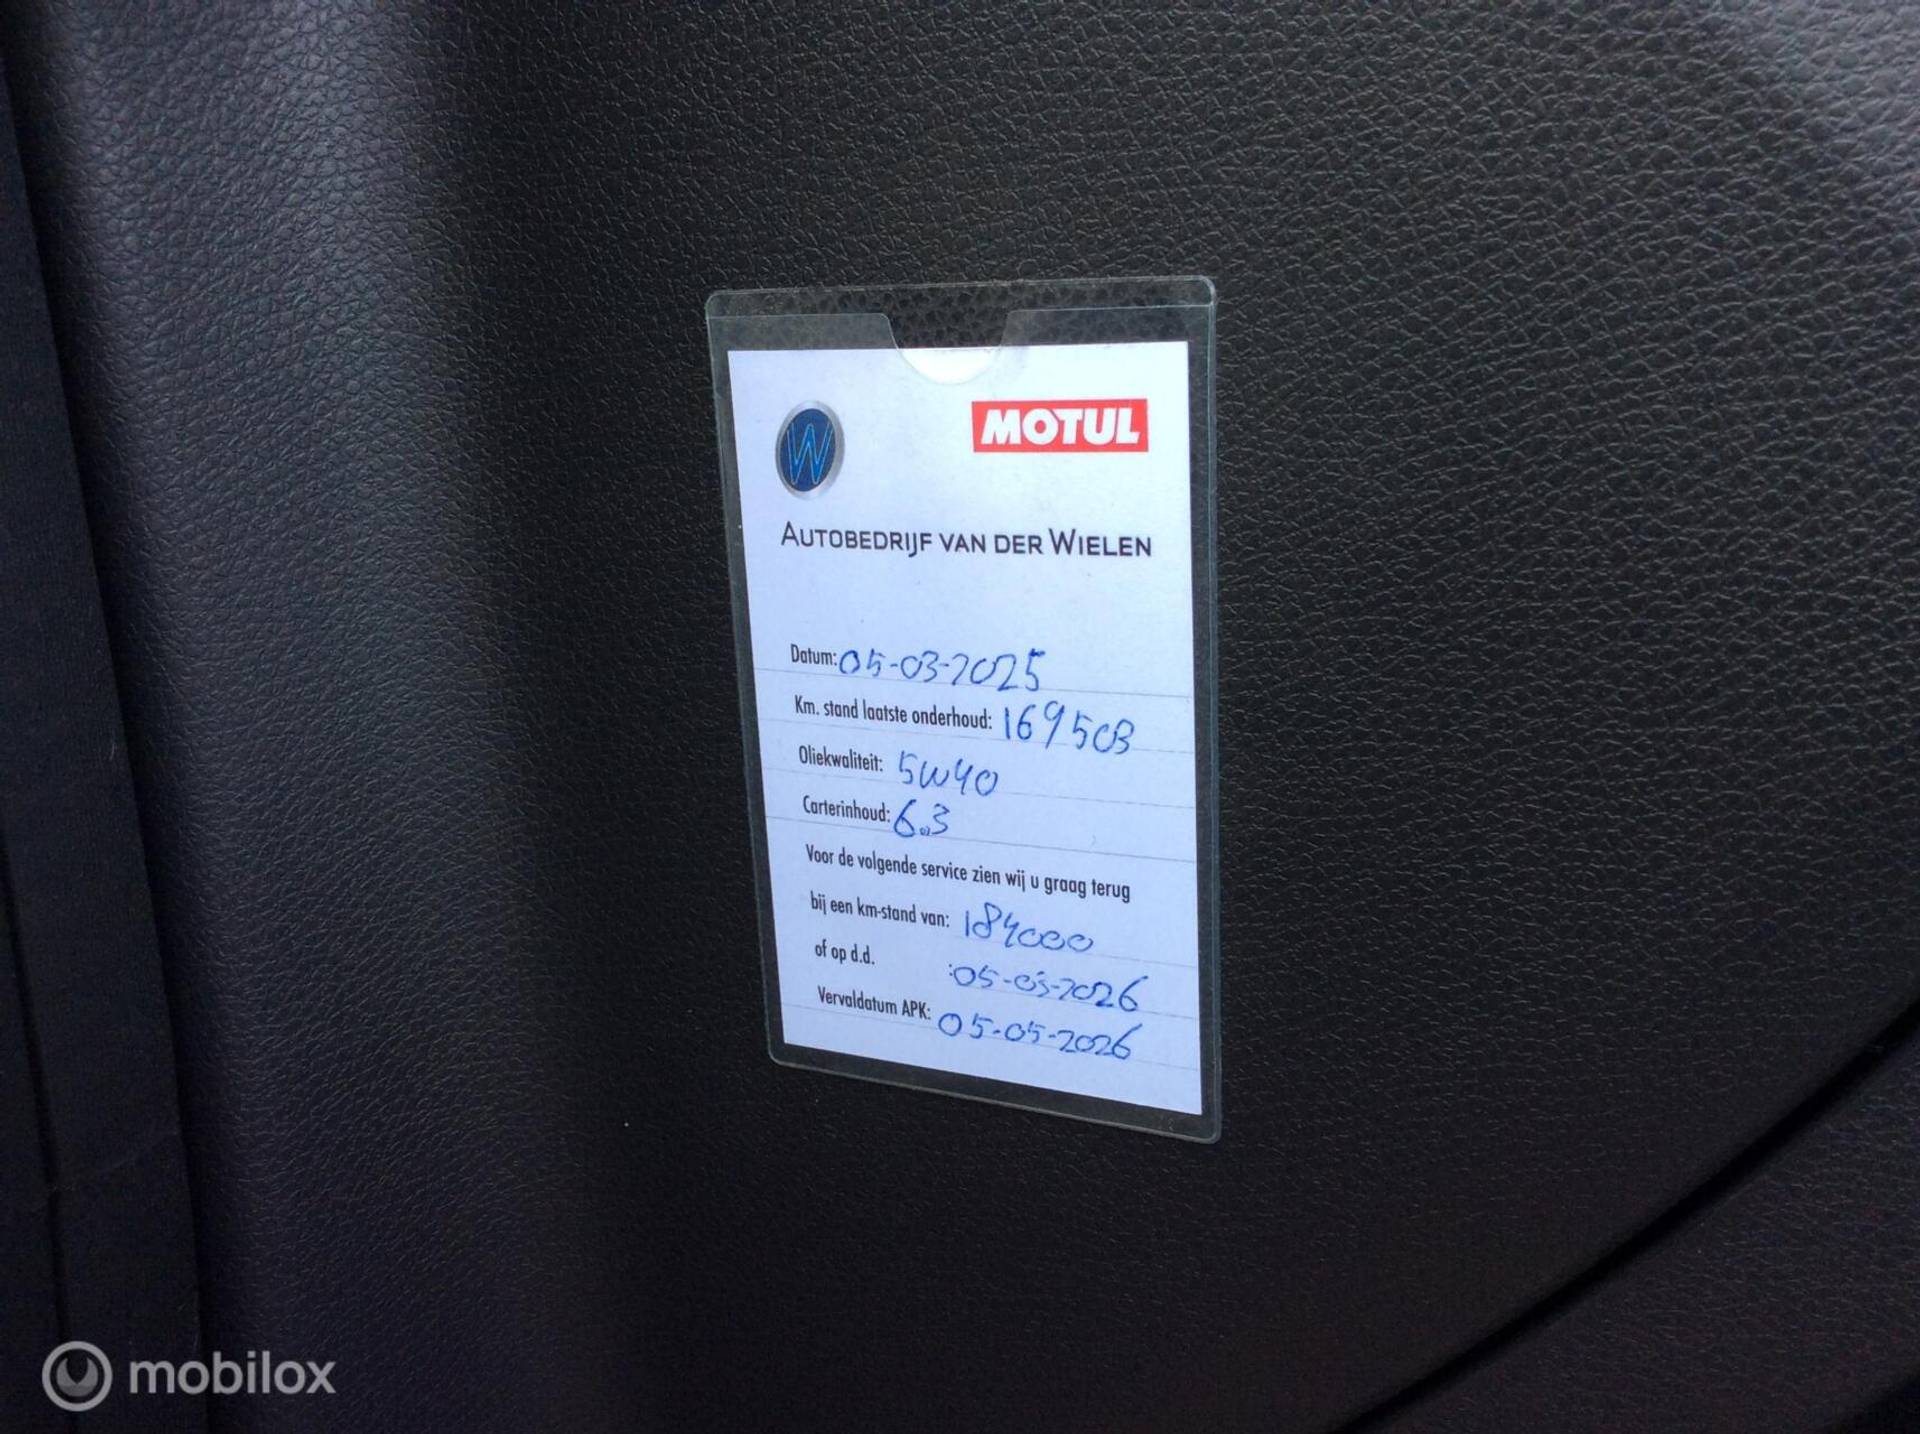 W
MOTUL
AUTOBEDRIJF VAN DER WIELEN
Datum: 05-03-2025
Km. stand laatste onderhoud: 169503
Oliekwaliteit: 5W40
Carterinhoud: 6.3
Voor de volgende service zien wij u graag terug
bij een km-stand van: 184000
of op d.d. :05-03-2026
Vervaldatum APK: 05-05-2026
mobilox